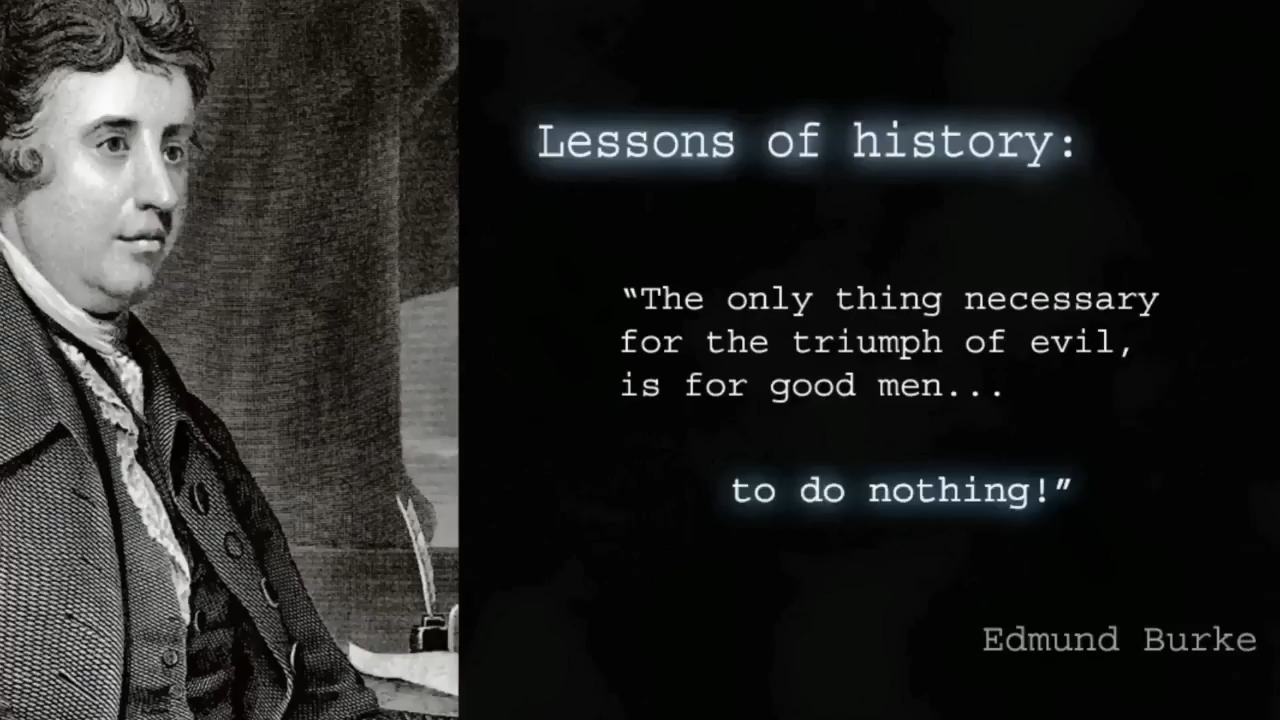 Lessons of history:
“The only thing necessary
for the triumph of evil,
is for good men...
to do nothing!”
Edmund Burke